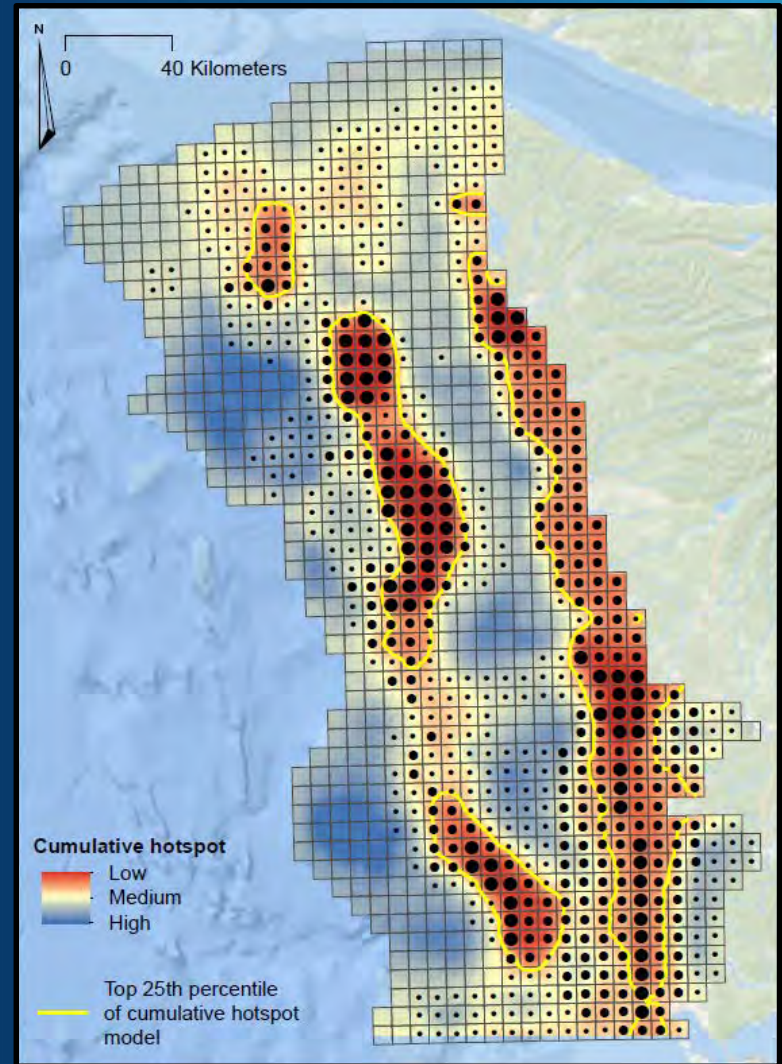 N
0 40 Kilometers
Cumulative hotspot
Low
Medium
High
Top 25th percentile
of cumulative hotspot
model